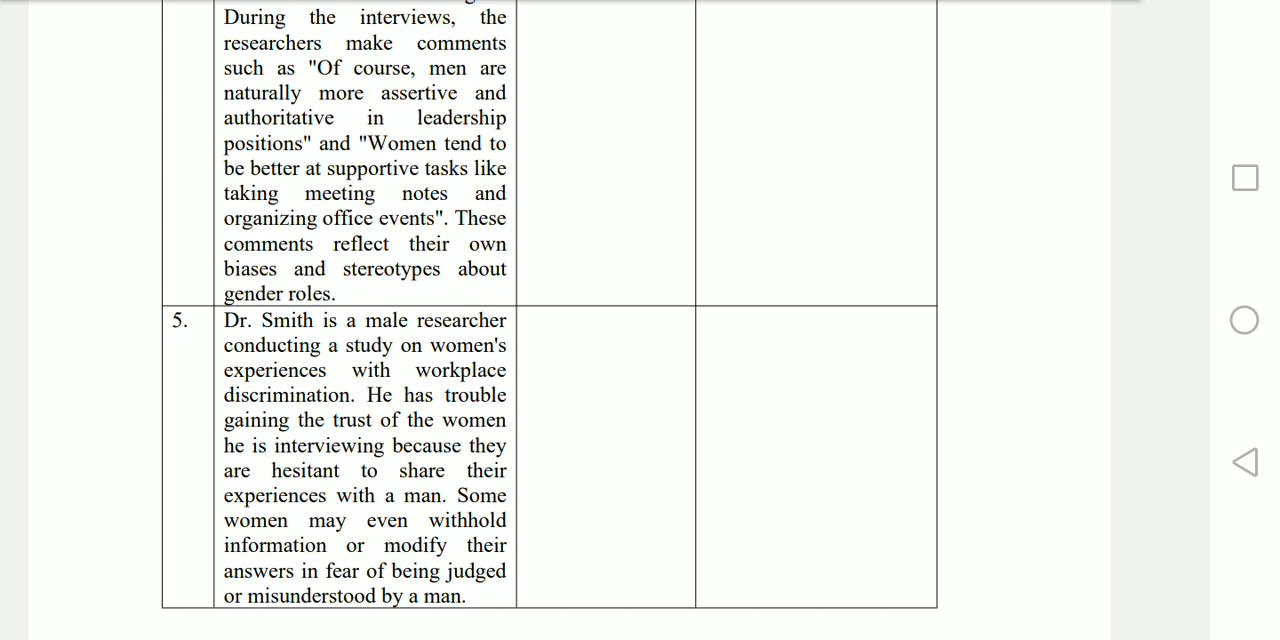 During the interviews, the
researchers make comments
such as "Of course, men are
naturally more assertive and
authoritative in leadership
positions" and "Women tend to
be better at supportive tasks like
taking meeting notes and
organizing office events". These
comments reflect their own
biases and stereotypes about
gender roles.
5. Dr. Smith is a male researcher
conducting a study on women's
experiences with workplace
discrimination. He has trouble
gaining the trust of the women
he is interviewing because they
are hesitant to share their
experiences with a man. Some
women may even withhold
information or modify their
answers in fear of being judged
or misunderstood by a man.